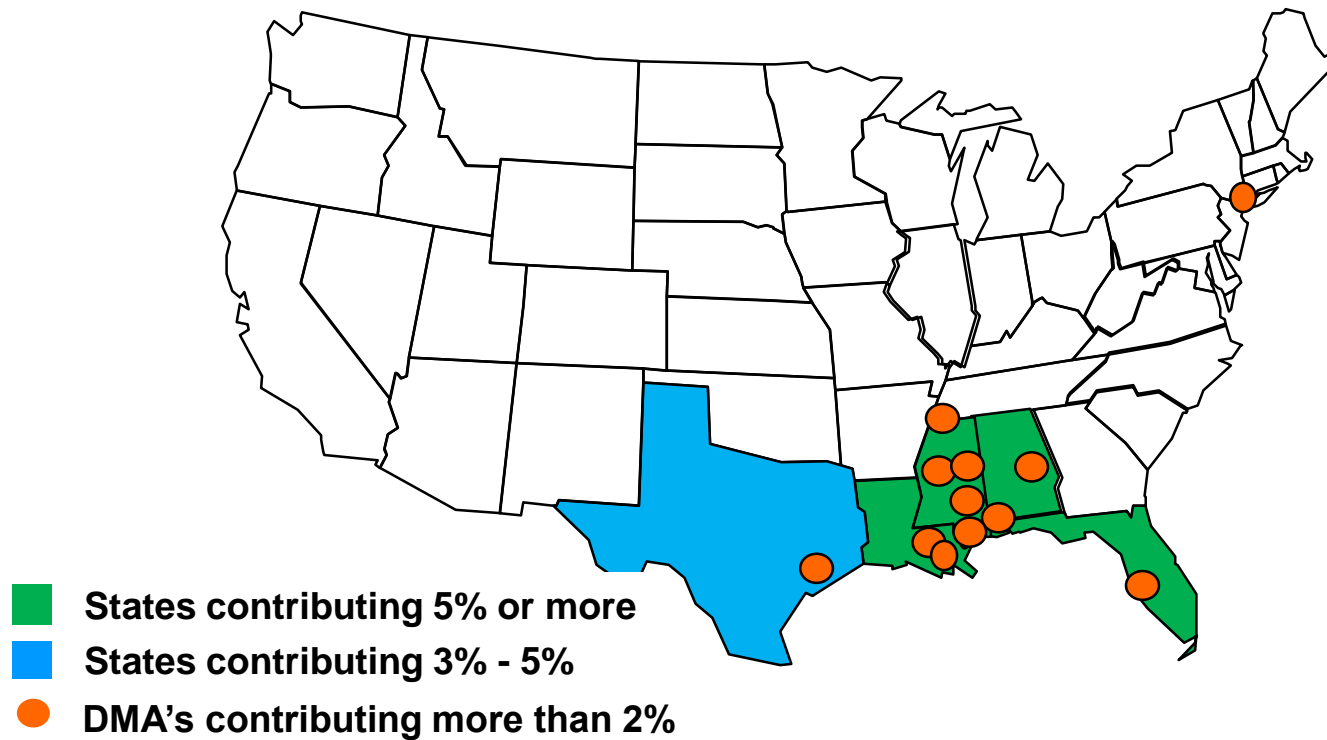 States contributing 5% or more
States contributing 3% - 5%
DMA’s contributing more than 2%